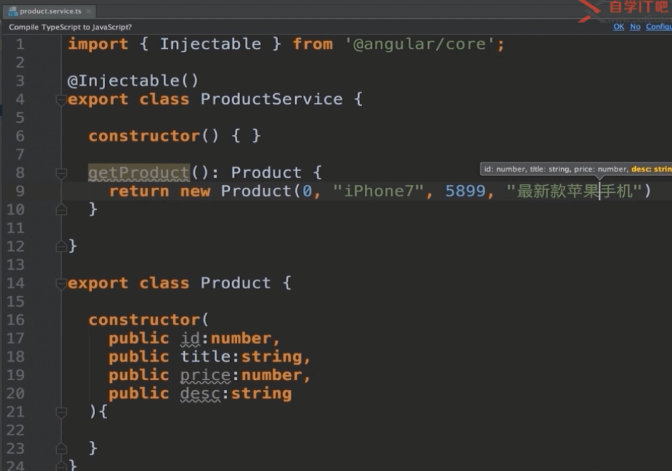 自学IT吧
product.service.ts
Compile TypeScript to JavaScript?
OK No
1 import { Injectable } from '@angular/core';
2
3 @Injectable()
4 export class ProductService {
5
6 constructor() { }
7
8 getProduct(): Product {
id: number, title: string, price: number, desc:
9 return new Product(0, "iPhone7", 5899, "最新款苹果手机")
10 }
11
12 }
13
14 export class Product {
15
16 constructor(
17 public id:number,
18 public title:string,
19 public price:number,
20 public desc:string
21 ){
22
23 }
24 }